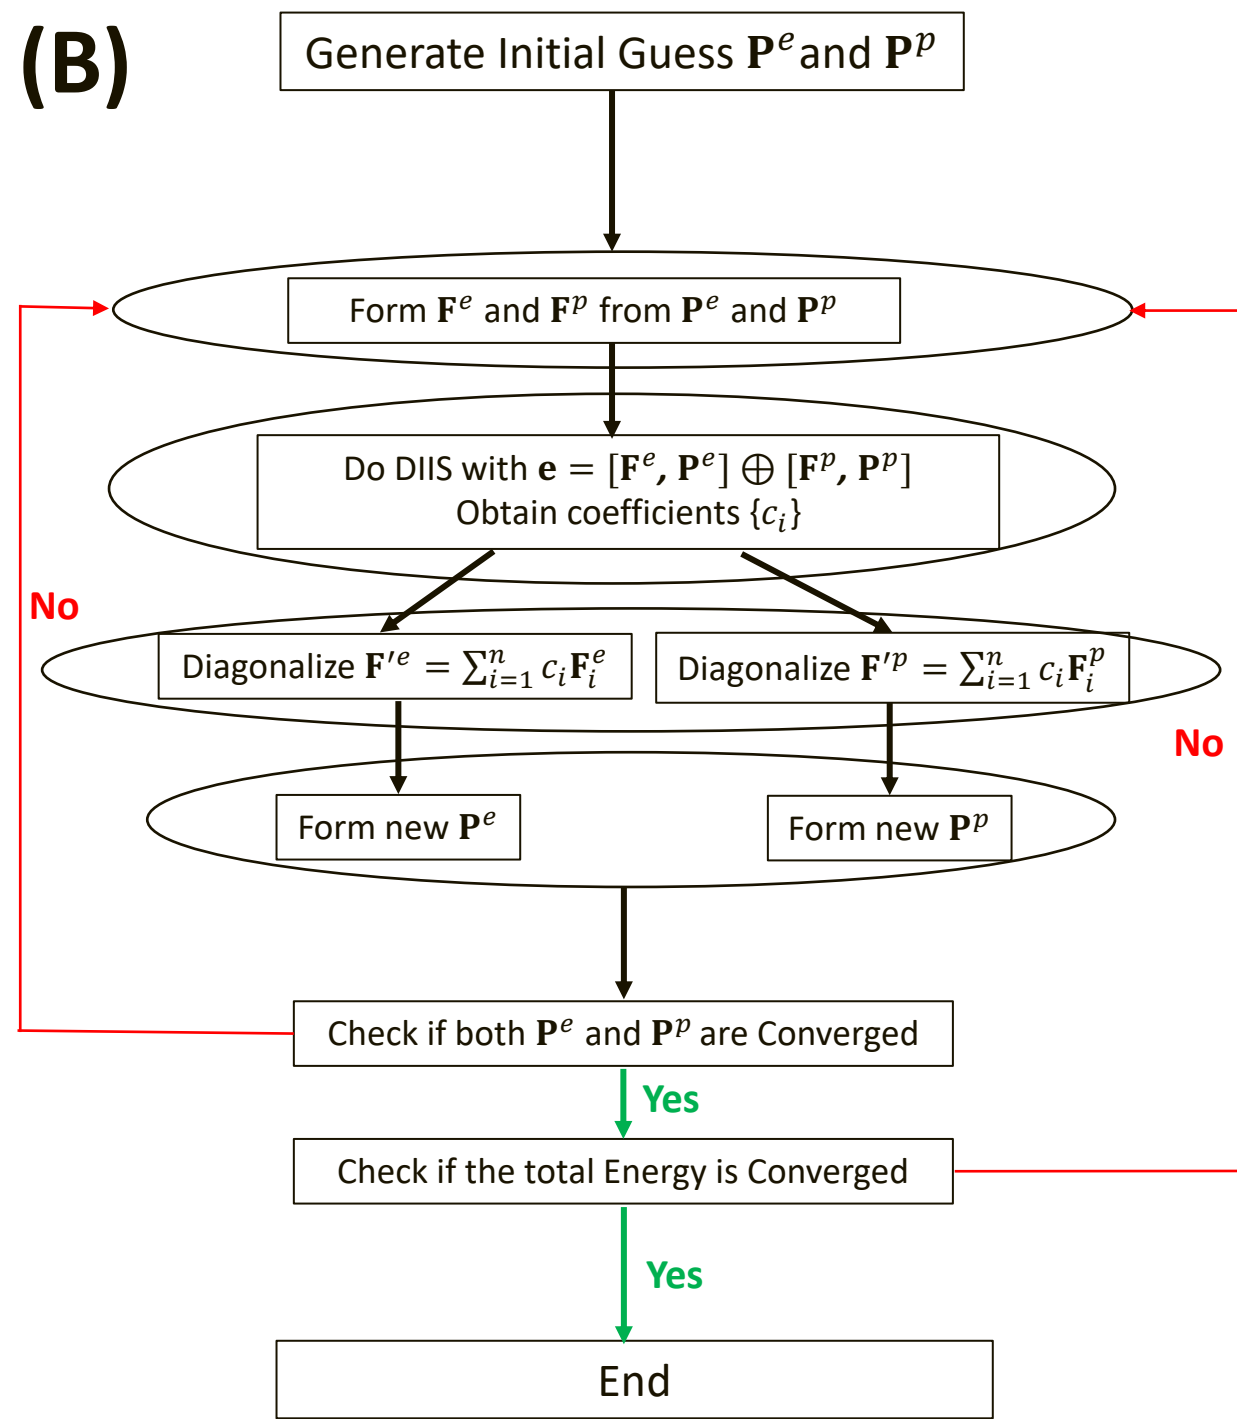 (B)
Generate Initial Guess 𝐏ᵉ and 𝐏ᵖ
Form 𝐅ᵉ and 𝐅ᵖ from 𝐏ᵉ and 𝐏ᵖ
Do DIIS with 𝐞 = [𝐅ᵉ, 𝐏ᵉ] ⊕ [𝐅ᵖ, 𝐏ᵖ]
Obtain coefficients {cᵢ}
No
Diagonalize 𝐅′ᵉ = ∑ⁿᵢ₌₁ cᵢ𝐅ᵢᵉ
Diagonalize 𝐅′ᵖ = ∑ⁿᵢ₌₁ cᵢ𝐅ᵢᵖ
No
Form new 𝐏ᵉ
Form new 𝐏ᵖ
Check if both 𝐏ᵉ and 𝐏ᵖ are Converged
Yes
Check if the total Energy is Converged
Yes
End